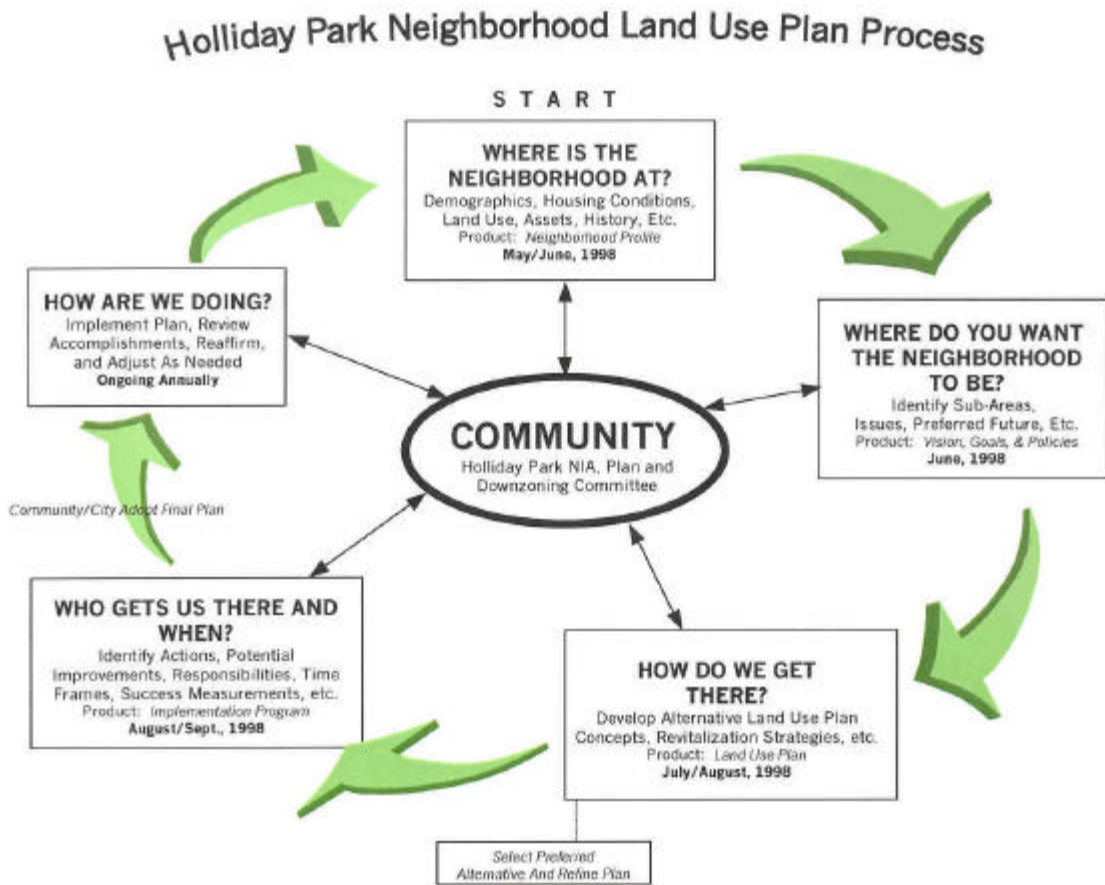 Holliday Park Neighborhood Land Use Plan Process
START
WHERE IS THE
NEIGHBORHOOD AT?
Demographics, Housing Conditions,
Land Use, Assets, History, Etc.
Product: Neighborhood Profile
May/June, 1998
WHERE DO YOU WANT
THE NEIGHBORHOOD
TO BE?
Identify Sub-Areas,
Issues, Preferred Future, Etc.
Product: Vision, Goals, & Policies
June, 1998
HOW DO WE GET
THERE?
Develop Alternative Land Use Plan
Concepts, Revitalization Strategies, etc.
Product: Land Use Plan
July/August, 1998
Select Preferred
Alternative And Refine Plan
WHO GETS US THERE AND
WHEN?
Identify Actions, Potential
Improvements, Responsibilities, Time
Frames, Success Measurements, etc.
Product: Implementation Program
August/Sept., 1998
Community/City Adopt Final Plan
HOW ARE WE DOING?
Implement Plan, Review
Accomplishments, Reaffirm,
and Adjust As Needed
Ongoing Annually
COMMUNITY
Holliday Park NIA, Plan and
Downzoning Committee